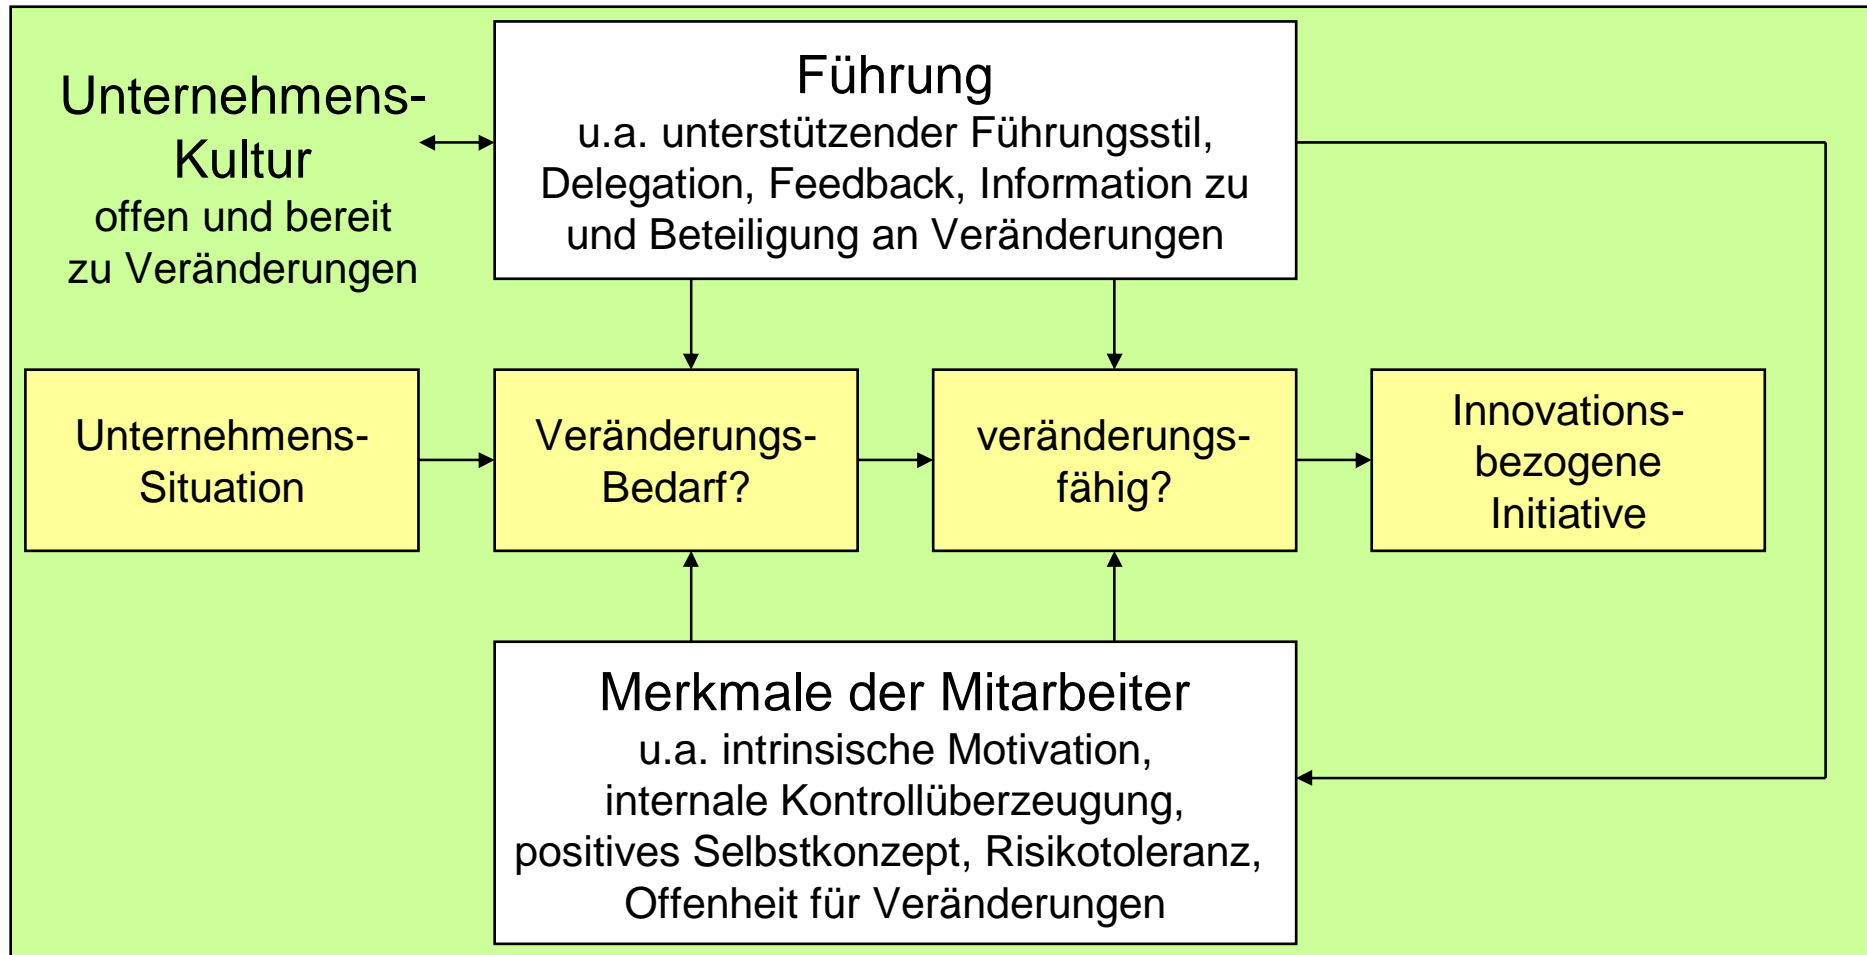 Unternehmens-
Kultur
offen und bereit
zu Veränderungen
Führung
u.a. unterstützender Führungsstil,
Delegation, Feedback, Information zu
und Beteiligung an Veränderungen
Unternehmens-
Situation
Veränderungs-
Bedarf?
veränderungs-
fähig?
Innovations-
bezogene
Initiative
Merkmale der Mitarbeiter
u.a. intrinsische Motivation,
internale Kontrollüberzeugung,
positives Selbstkonzept, Risikotoleranz,
Offenheit für Veränderungen